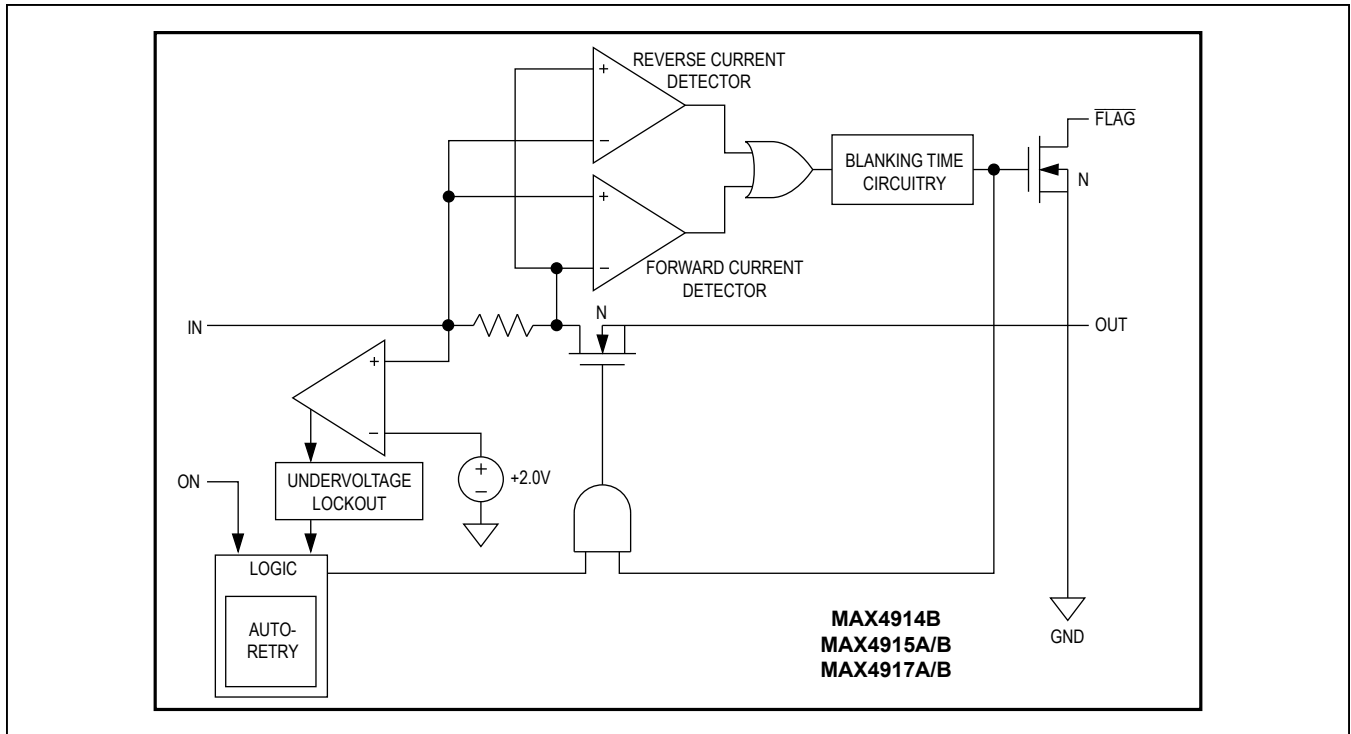 REVERSE CURRENT
DETECTOR
+
−
FLAG
BLANKING TIME
CIRCUITRY
N
+
−
FORWARD CURRENT
DETECTOR
IN
N
OUT
+
−
ON
UNDERVOLTAGE
LOCKOUT
+
−
+2.0V
LOGIC
AUTO-
RETRY
MAX4914B
MAX4915A/B
MAX4917A/B
GND